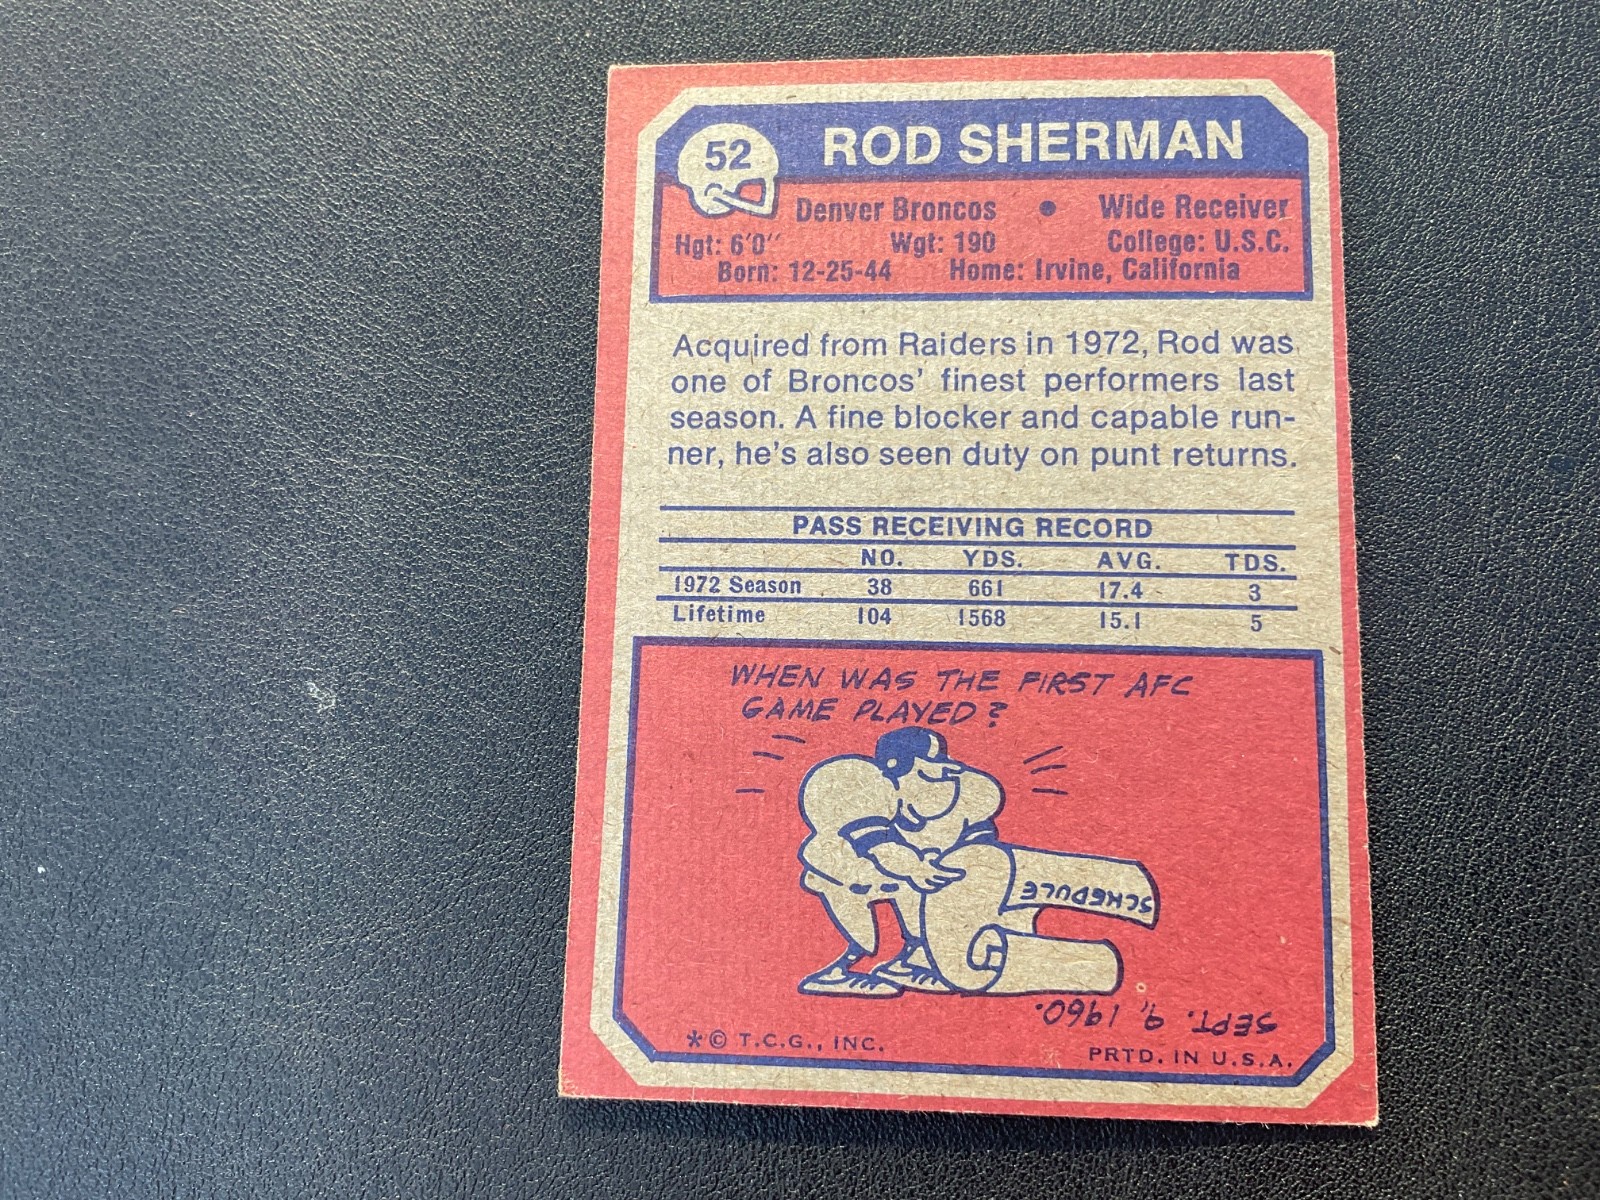 52 ROD SHERMAN
Denver Broncos • Wide Receiver
Hgt: 6'0" Wgt: 190 College: U.S.C.
Born: 12-25-44 Home: Irvine, California
Acquired from Raiders in 1972, Rod was
one of Broncos' finest performers last
season. A fine blocker and capable run-
ner, he's also seen duty on punt returns.
PASS RECEIVING RECORD
NO. YDS. AVG. TDS.
1972 Season 38 661 17.4 3
Lifetime 104 1568 15.1 5
WHEN WAS THE FIRST AFC
GAME PLAYED?
SCHEDULE
SEPT. 9, 1960.
*© T.C.G., INC. PRTD. IN U.S.A.